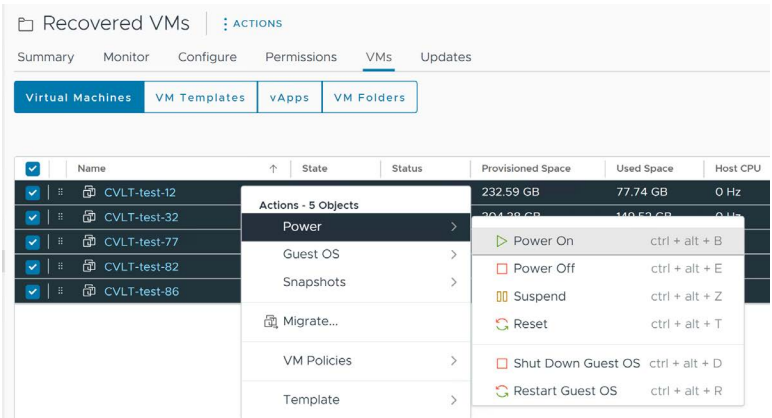 Recovered VMs
ACTIONS
Summary Monitor Configure Permissions VMs Updates
Virtual Machines VM Templates vApps VM Folders
Name State Status Provisioned Space Used Space Host CPU
CVLT-test-12 232.59 GB 77.74 GB 0 Hz
CVLT-test-32
CVLT-test-77
CVLT-test-82
CVLT-test-86
Actions - 5 Objects
Power
Guest OS
Snapshots
Migrate...
VM Policies
Template
Power On ctrl + alt + B
Power Off ctrl + alt + E
Suspend ctrl + alt + Z
Reset ctrl + alt + T
Shut Down Guest OS ctrl + alt + D
Restart Guest OS ctrl + alt + R